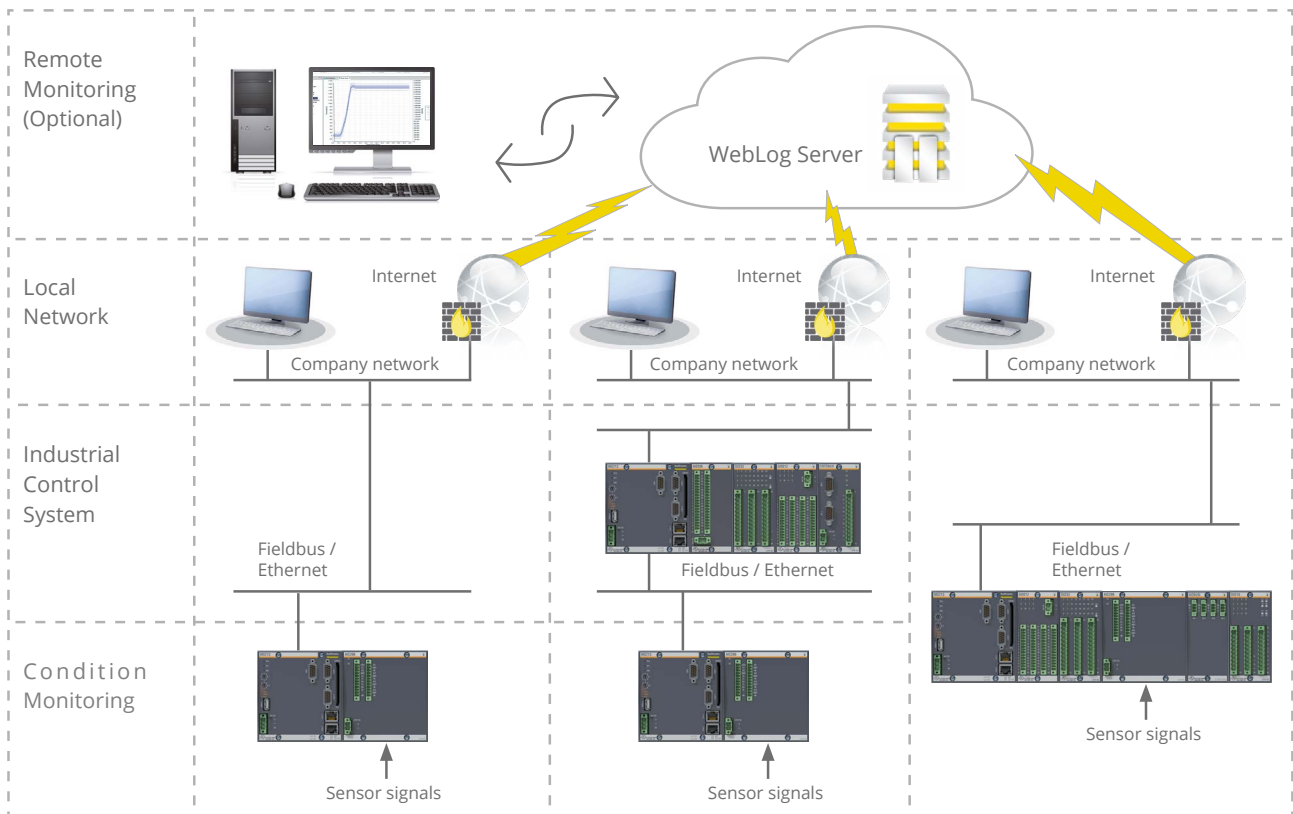 Remote
Monitoring
(Optional)
WebLog Server
Local
Network
Internet
Internet
Internet
Company network
Company network
Company network
Industrial
Control
System
Fieldbus /
Ethernet
Fieldbus / Ethernet
Fieldbus /
Ethernet
Condition
Monitoring
Sensor signals
Sensor signals
Sensor signals